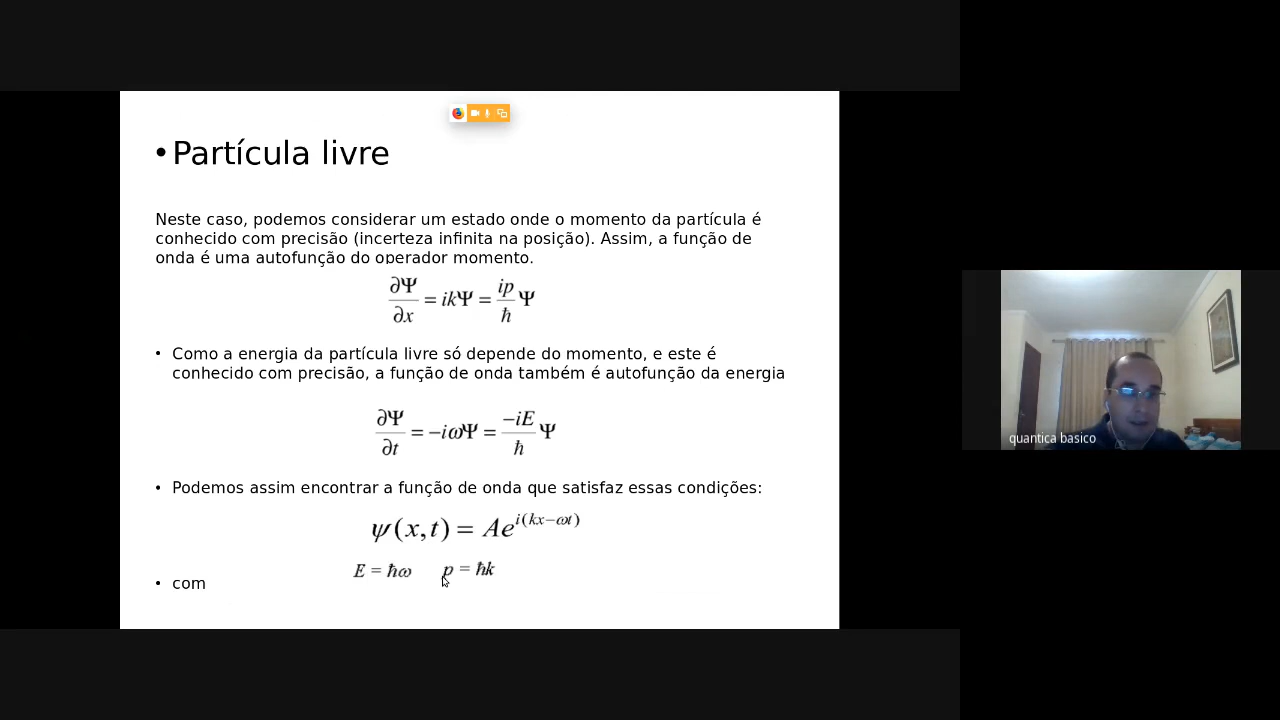 • Partícula livre
Neste caso, podemos considerar um estado onde o momento da partícula é
conhecido com precisão (incerteza infinita na posição). Assim, a função de
onda é uma autofunção do operador momento.
∂Ψ/∂x = ikΨ = ip/ħ Ψ
• Como a energia da partícula livre só depende do momento, e este é
conhecido com precisão, a função de onda também é autofunção da energia
∂Ψ/∂t = −iωΨ = −iE/ħ Ψ
• Podemos assim encontrar a função de onda que satisfaz essas condições:
ψ(x,t) = Ae^{i(kx−ωt)}
E = ħω p = ħk
• com
quantica basico